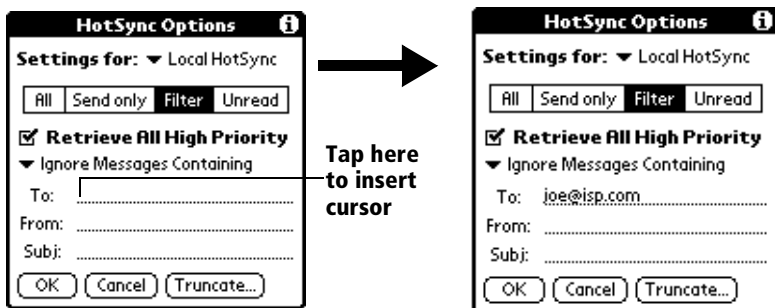 HotSync Options i
Settings for: Local HotSync
All Send only Filter Unread
Retrieve All High Priority
Ignore Messages Containing
To:
From:
Subj:
OK Cancel Truncate...
Tap here
to insert
cursor
HotSync Options i
Settings for: Local HotSync
All Send only Filter Unread
Retrieve All High Priority
Ignore Messages Containing
To: joe@isp.com
From:
Subj:
OK Cancel Truncate...